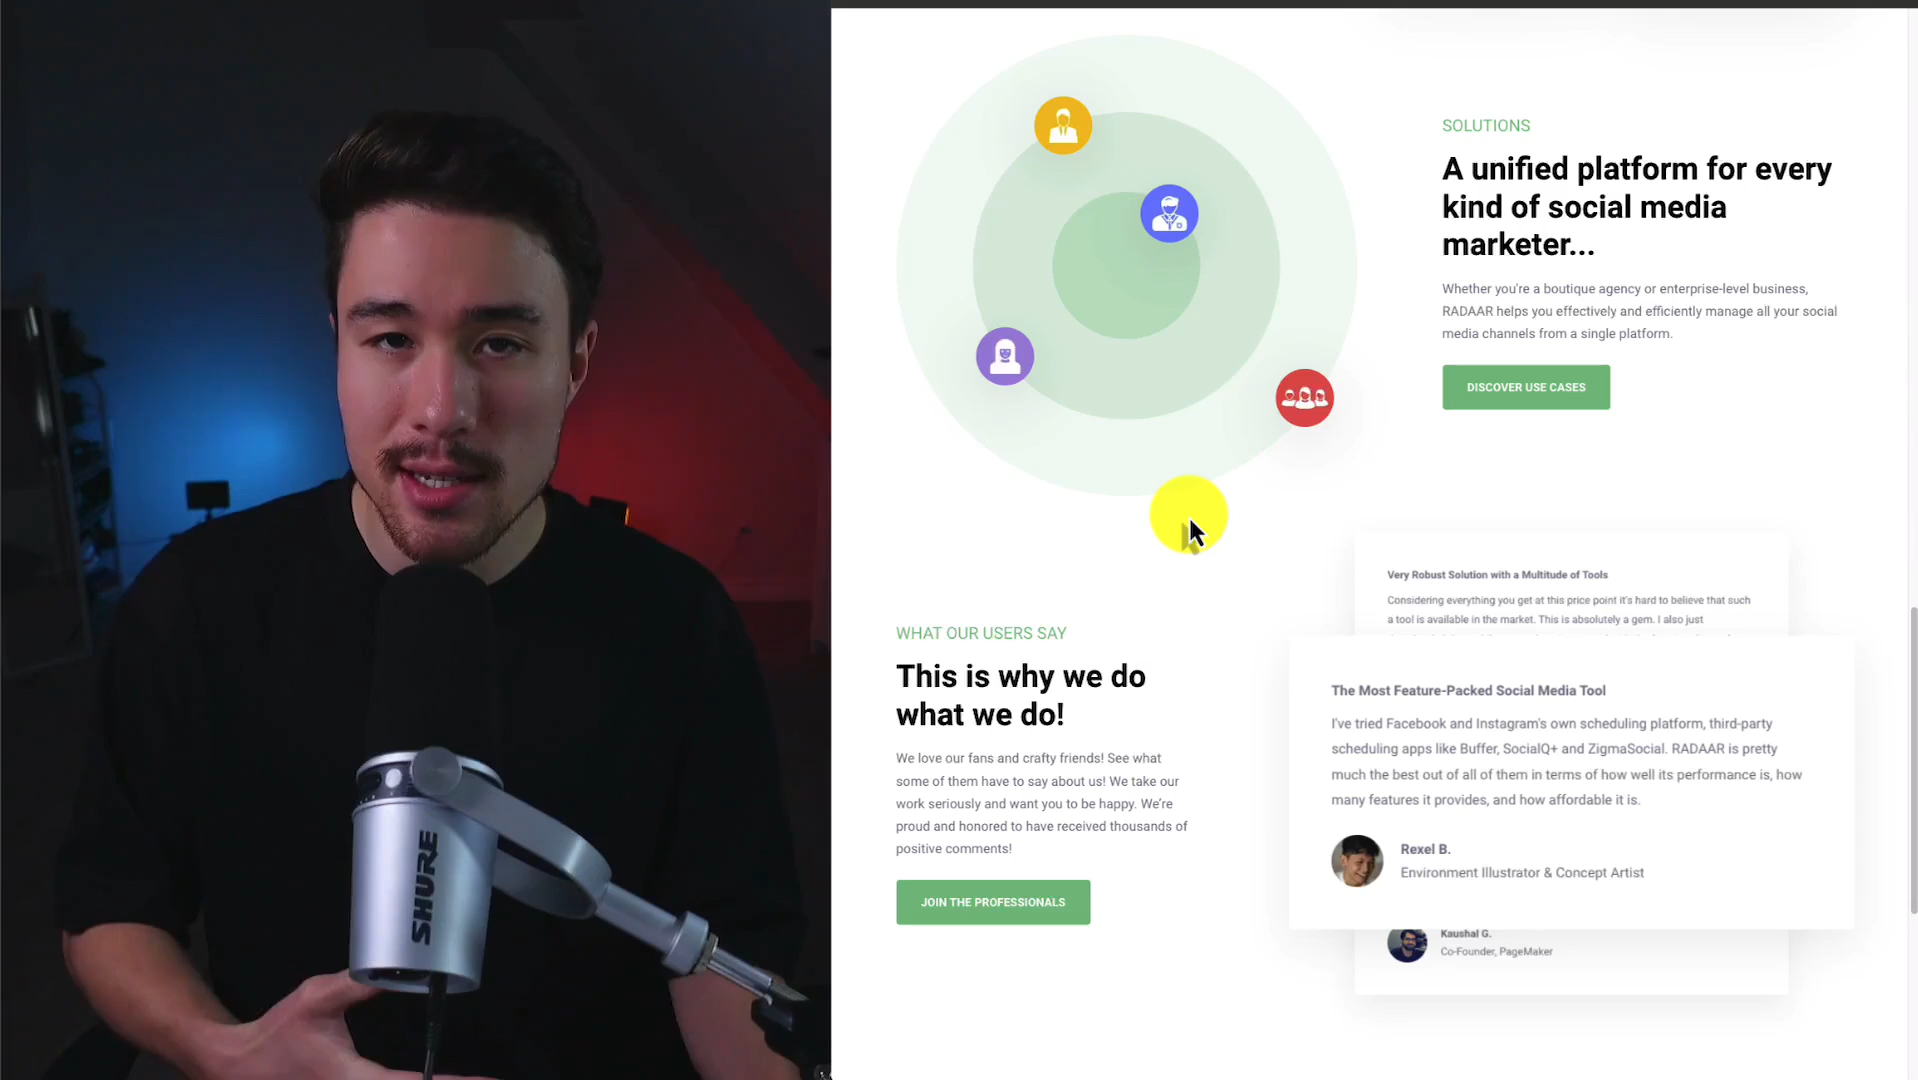 SOLUTIONS
A unified platform for every
kind of social media
marketer...
Whether you're a boutique agency or enterprise-level business,
RADAAR helps you effectively and efficiently manage all your social
media channels from a single platform.
DISCOVER USE CASES
WHAT OUR USERS SAY
This is why we do
what we do!
We love our fans and crafty friends! See what
some of them have to say about us! We take our
work seriously and want you to be happy. We're
proud and honored to have received thousands of
positive comments!
JOIN THE PROFESSIONALS
Very Robust Solution with a Multitude of Tools
Considering everything you get at this price point it's hard to believe that such
a tool is available in the market. This is absolutely a gem. I also just
The Most Feature-Packed Social Media Tool
I've tried Facebook and Instagram's own scheduling platform, third-party
scheduling apps like Buffer, SocialQ+ and ZigmaSocial. RADAAR is pretty
much the best out of all of them in terms of how well its performance is, how
many features it provides, and how affordable it is.
Rexel B.
Environment Illustrator & Concept Artist
Kaushal G.
Co-Founder, PageMaker
SHURE